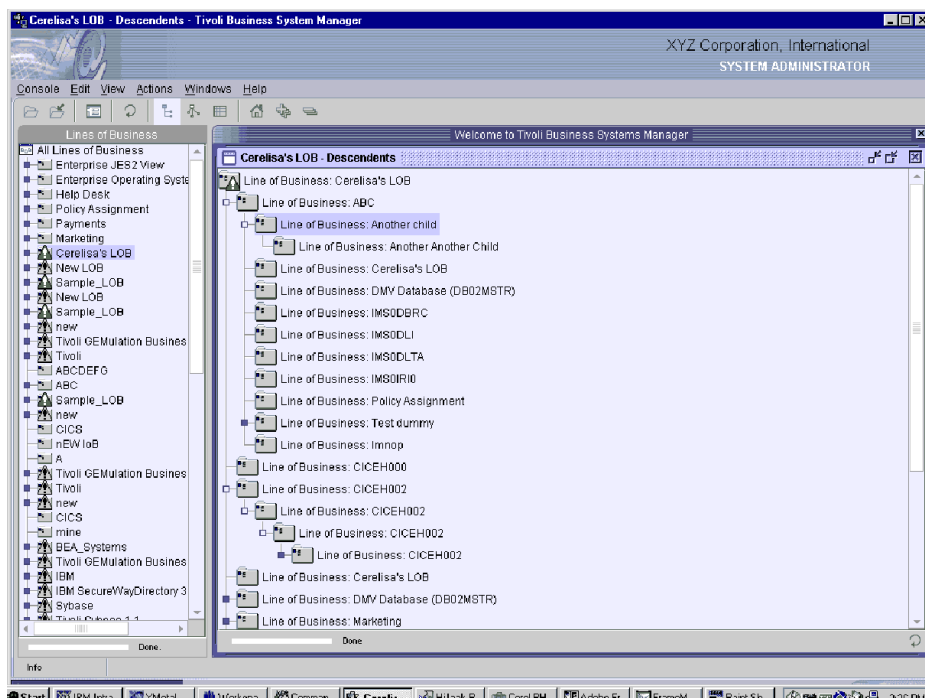 Cerelisa's LOB - Descendents - Tivoli Business System Manager
XYZ Corporation, International
SYSTEM ADMINISTRATOR
Console Edit View Actions Windows Help
Lines of Business
All Lines of Business
Enterprise JES2 View
Enterprise Operating Syste
Help Desk
Policy Assignment
Payments
Marketing
Cerelisa's LOB
New LOB
Sample_LOB
New LOB
Sample_LOB
new
Tivoli GEMulation Busines
Tivoli
ABCDEFG
ABC
Sample_LOB
new
CICS
nEW loB
A
Tivoli GEMulation Busines
Tivoli
new
CICS
mine
BEA_Systems
Tivoli GEMulation Busines
IBM
IBM SecureWayDirectory 3
Sybase
Done.
Welcome to Tivoli Business Systems Manager
Cerelisa's LOB - Descendents
Line of Business: Cerelisa's LOB
Line of Business: ABC
Line of Business: Another child
Line of Business: Another Another Child
Line of Business: Cerelisa's LOB
Line of Business: DMV Database (DB02MSTR)
Line of Business: IMS0DBRC
Line of Business: IMS0DLI
Line of Business: IMS0DLTA
Line of Business: IMS0IRI0
Line of Business: Policy Assignment
Line of Business: Test dummy
Line of Business: lmnop
Line of Business: CICEH000
Line of Business: CICEH002
Line of Business: CICEH002
Line of Business: CICEH002
Line of Business: CICEH002
Line of Business: Cerelisa's LOB
Line of Business: DMV Database (DB02MSTR)
Line of Business: Marketing
Done
Info